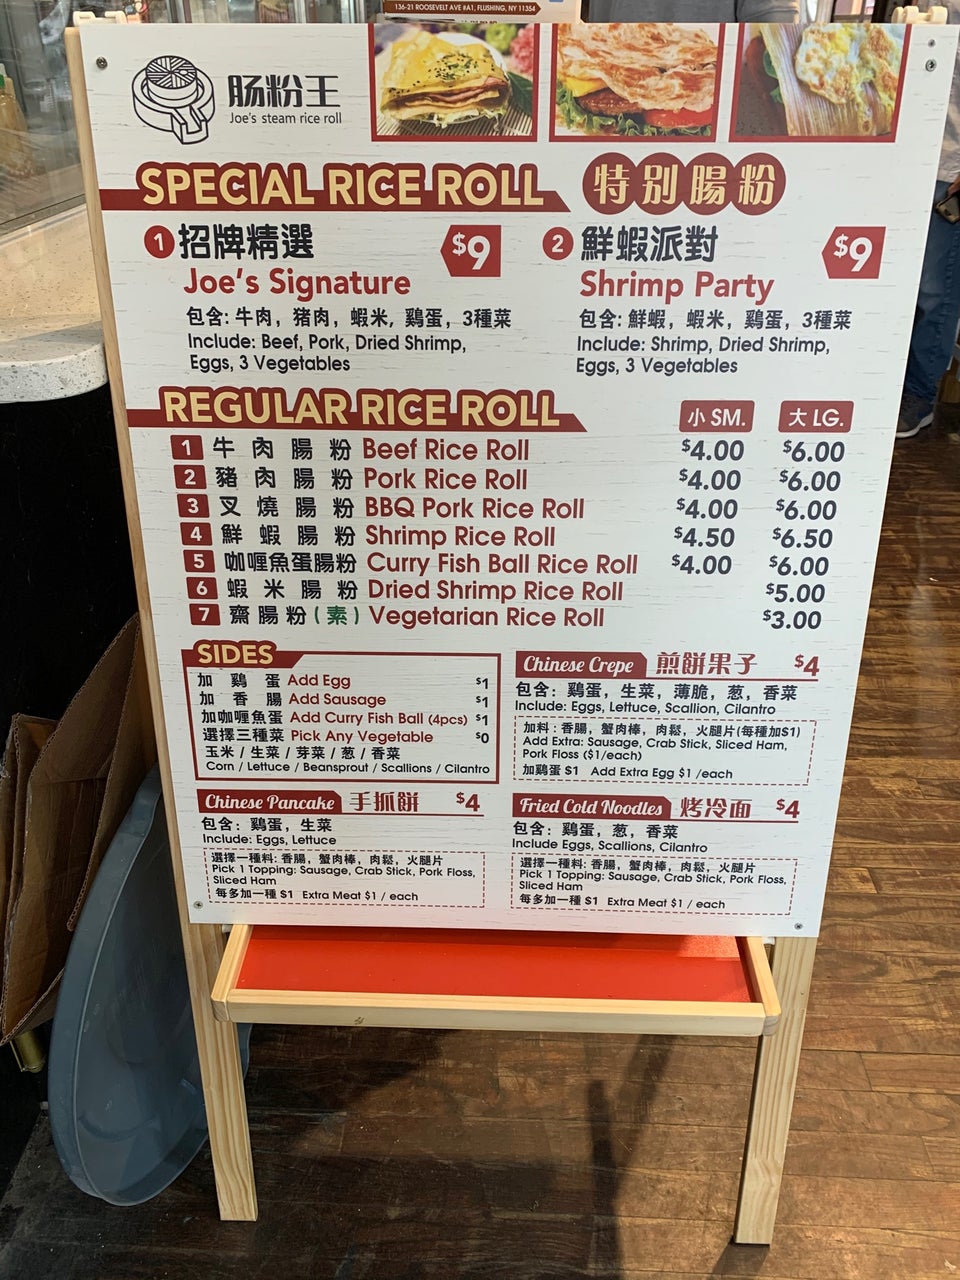 136-21 ROOSEVELT AVE #A1, FLUSHING, NY 11354
肠粉王
Joe's steam rice roll
SPECIAL RICE ROLL 特别腸粉
1 招牌精選 $9
Joe's Signature
包含: 牛肉，豬肉，蝦米，鷄蛋，3種菜
Include: Beef, Pork, Dried Shrimp,
Eggs, 3 Vegetables
2 鮮蝦派對 $9
Shrimp Party
包含: 鮮蝦，蝦米，鷄蛋，3種菜
Include: Shrimp, Dried Shrimp,
Eggs, 3 Vegetables
REGULAR RICE ROLL 小 SM. 大 LG.
1 牛肉腸粉 Beef Rice Roll $4.00 $6.00
2 豬肉腸粉 Pork Rice Roll $4.00 $6.00
3 叉燒腸粉 BBQ Pork Rice Roll $4.00 $6.00
4 鮮蝦腸粉 Shrimp Rice Roll $4.50 $6.50
5 咖喱魚蛋腸粉 Curry Fish Ball Rice Roll $4.00 $6.00
6 蝦米腸粉 Dried Shrimp Rice Roll $5.00
7 齋腸粉(素) Vegetarian Rice Roll $3.00
SIDES
加鷄蛋 Add Egg $1
加香腸 Add Sausage $1
加咖喱魚蛋 Add Curry Fish Ball (4pcs) $1
選擇三種菜 Pick Any Vegetable $0
玉米 / 生菜 / 芽菜 / 葱 / 香菜
Corn / Lettuce / Beansprout / Scallions / Cilantro
Chinese Crepe 煎餅果子 $4
包含：鷄蛋，生菜，薄脆，葱，香菜
Include: Eggs, Lettuce, Scallion, Cilantro
加料：香腸，蟹肉棒，肉鬆，火腿片(每種加$1)
Add Extra: Sausage, Crab Stick, Sliced Ham,
Pork Floss ($1/each)
加鷄蛋 $1 Add Extra Egg $1 /each
Chinese Pancake 手抓餅 $4
包含：鷄蛋，生菜
Include: Eggs, Lettuce
選擇一種料: 香腸，蟹肉棒，肉鬆，火腿片
Pick 1 Topping: Sausage, Crab Stick, Pork Floss,
Sliced Ham
每多加一種 $1 Extra Meat $1 / each
Fried Cold Noodles 烤冷面 $4
包含：鷄蛋，葱，香菜
Include Eggs, Scallions, Cilantro
選擇一種料: 香腸，蟹肉棒，肉鬆，火腿片
Pick 1 Topping: Sausage, Crab Stick, Pork Floss,
Sliced Ham
每多加一種 $1 Extra Meat $1 / each